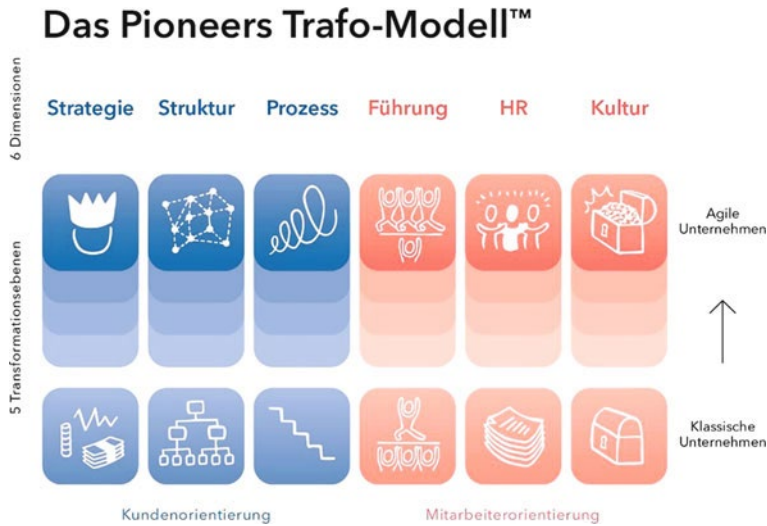 Das Pioneers Trafo-Modell™
6 Dimensionen
Strategie
Struktur
Prozess
Führung
HR
Kultur
5 Transformationsebenen
Agile
Unternehmen
Klassische
Unternehmen
Kundenorientierung
Mitarbeiterorientierung